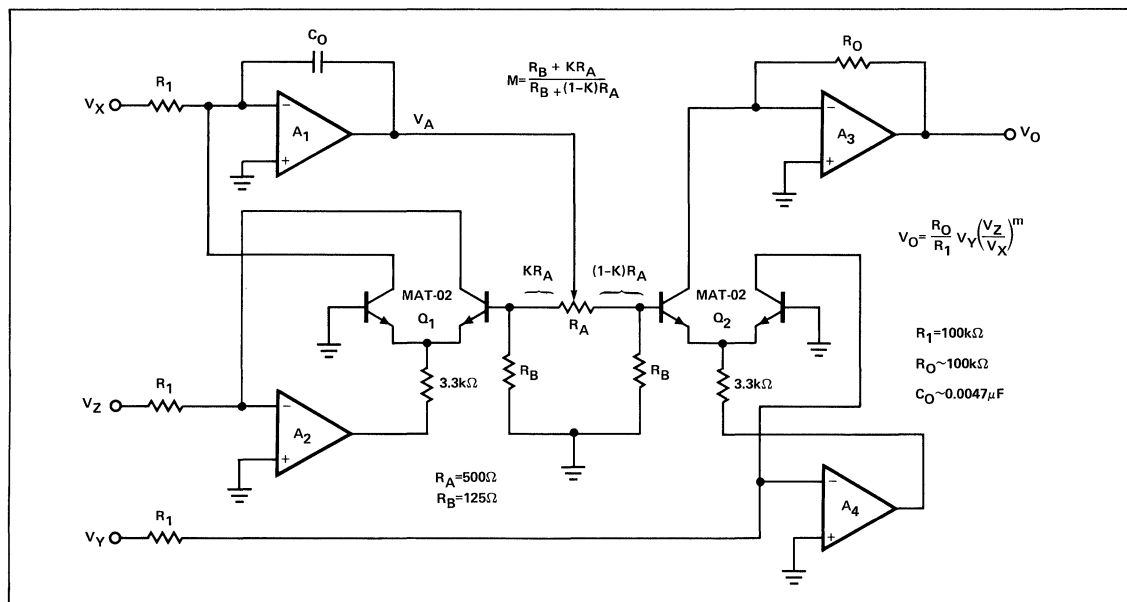 C_O
R_O
R_1
M= (R_B + KR_A) / (R_B + (1−K)R_A)
V_X
−
A_1
+
V_A
−
A_3
+
V_O
V_O= R_O/R_1 V_Y (V_Z/V_X)^m
KR_A
(1−K)R_A
MAT-02
Q_1
R_A
MAT-02
Q_2
R_1=100kΩ
R_O~100kΩ
C_O~0.0047μF
3.3kΩ
R_B
R_B
3.3kΩ
R_1
V_Z
−
A_2
+
R_A=500Ω
R_B=125Ω
−
A_4
+
R_1
V_Y